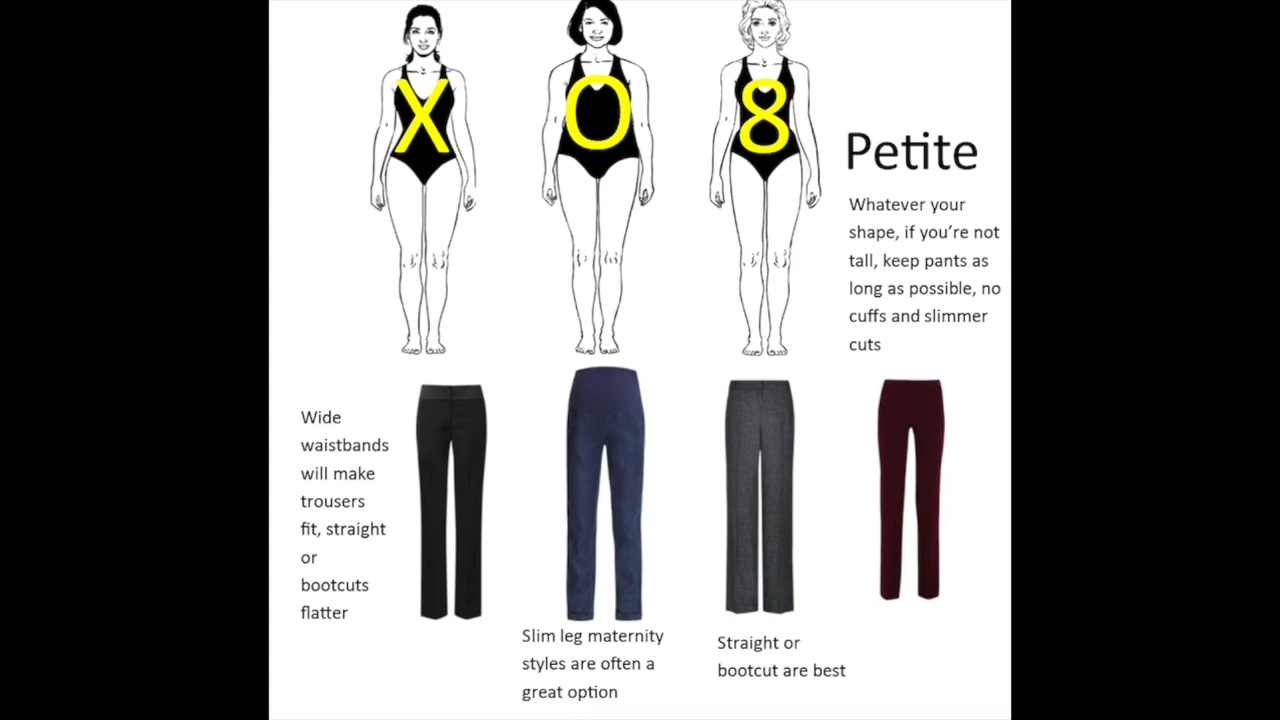 X
O
8
Petite
Whatever your
shape, if you’re not
tall, keep pants as
long as possible, no
cuffs and slimmer
cuts
Wide
waistbands
will make
trousers
fit, straight
or
bootcuts
flatter
Slim leg maternity
styles are often a
great option
Straight or
bootcut are best